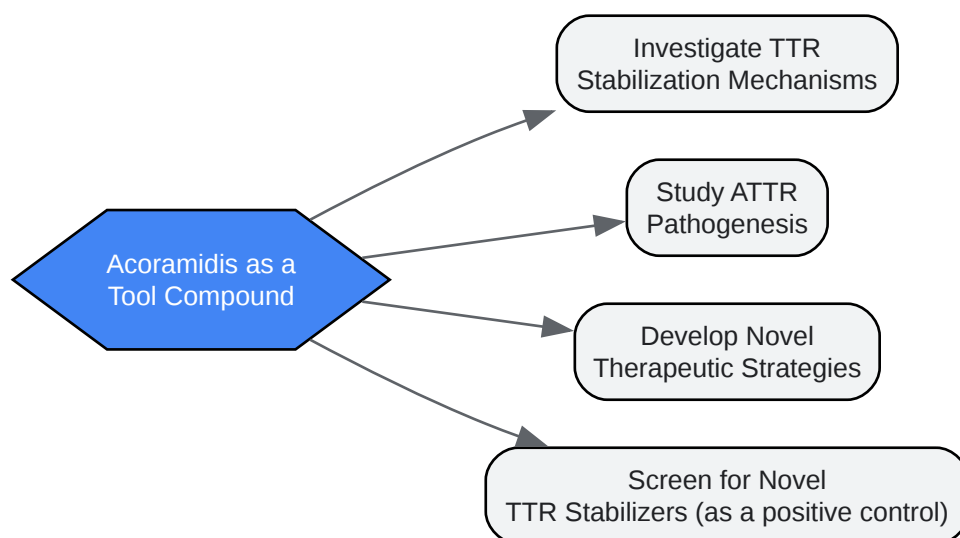 Investigate TTR
Stabilization Mechanisms
Study ATTR
Pathogenesis
Acoramidis as a
Tool Compound
Develop Novel
Therapeutic Strategies
Screen for Novel
TTR Stabilizers (as a positive control)